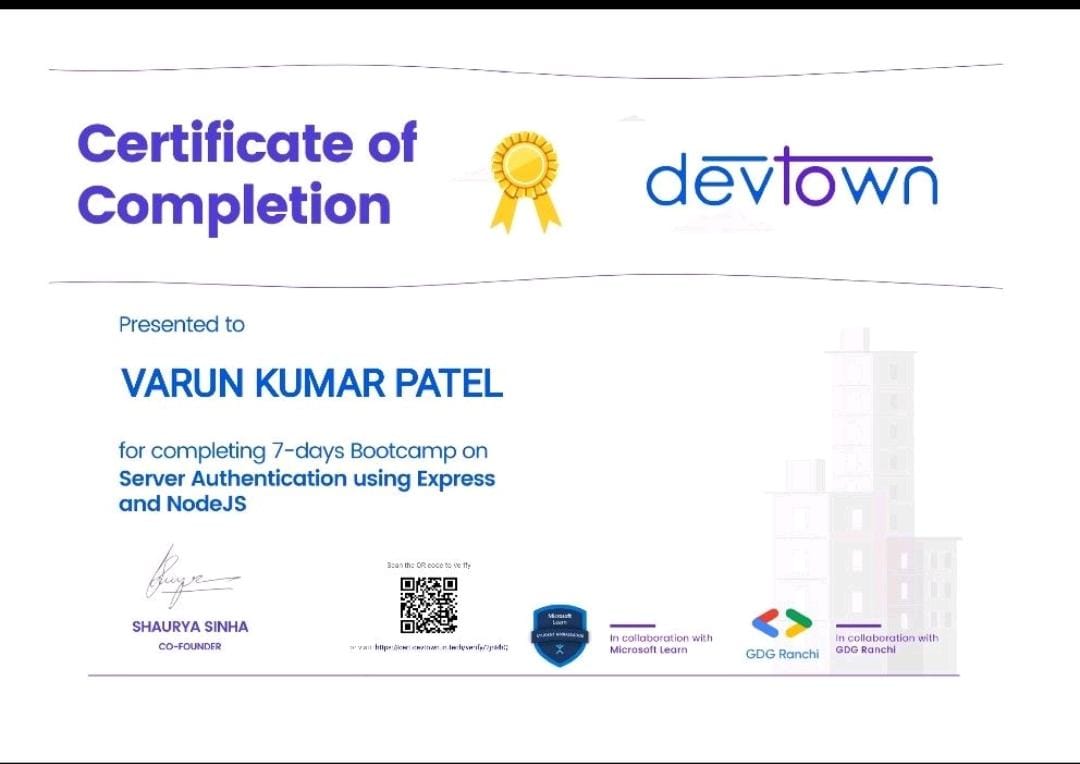 Certificate of
Completion
devtown
Presented to
VARUN KUMAR PATEL
for completing 7-days Bootcamp on
Server Authentication using Express
and NodeJS
SHAURYA SINHA
CO-FOUNDER
Scan the QR code to verify
or visit https://cert.devtown.in.tech/verify/
Microsoft
Learn
STUDENT AMBASSADOR
In collaboration with
Microsoft Learn
GDG Ranchi
In collaboration with
GDG Ranchi